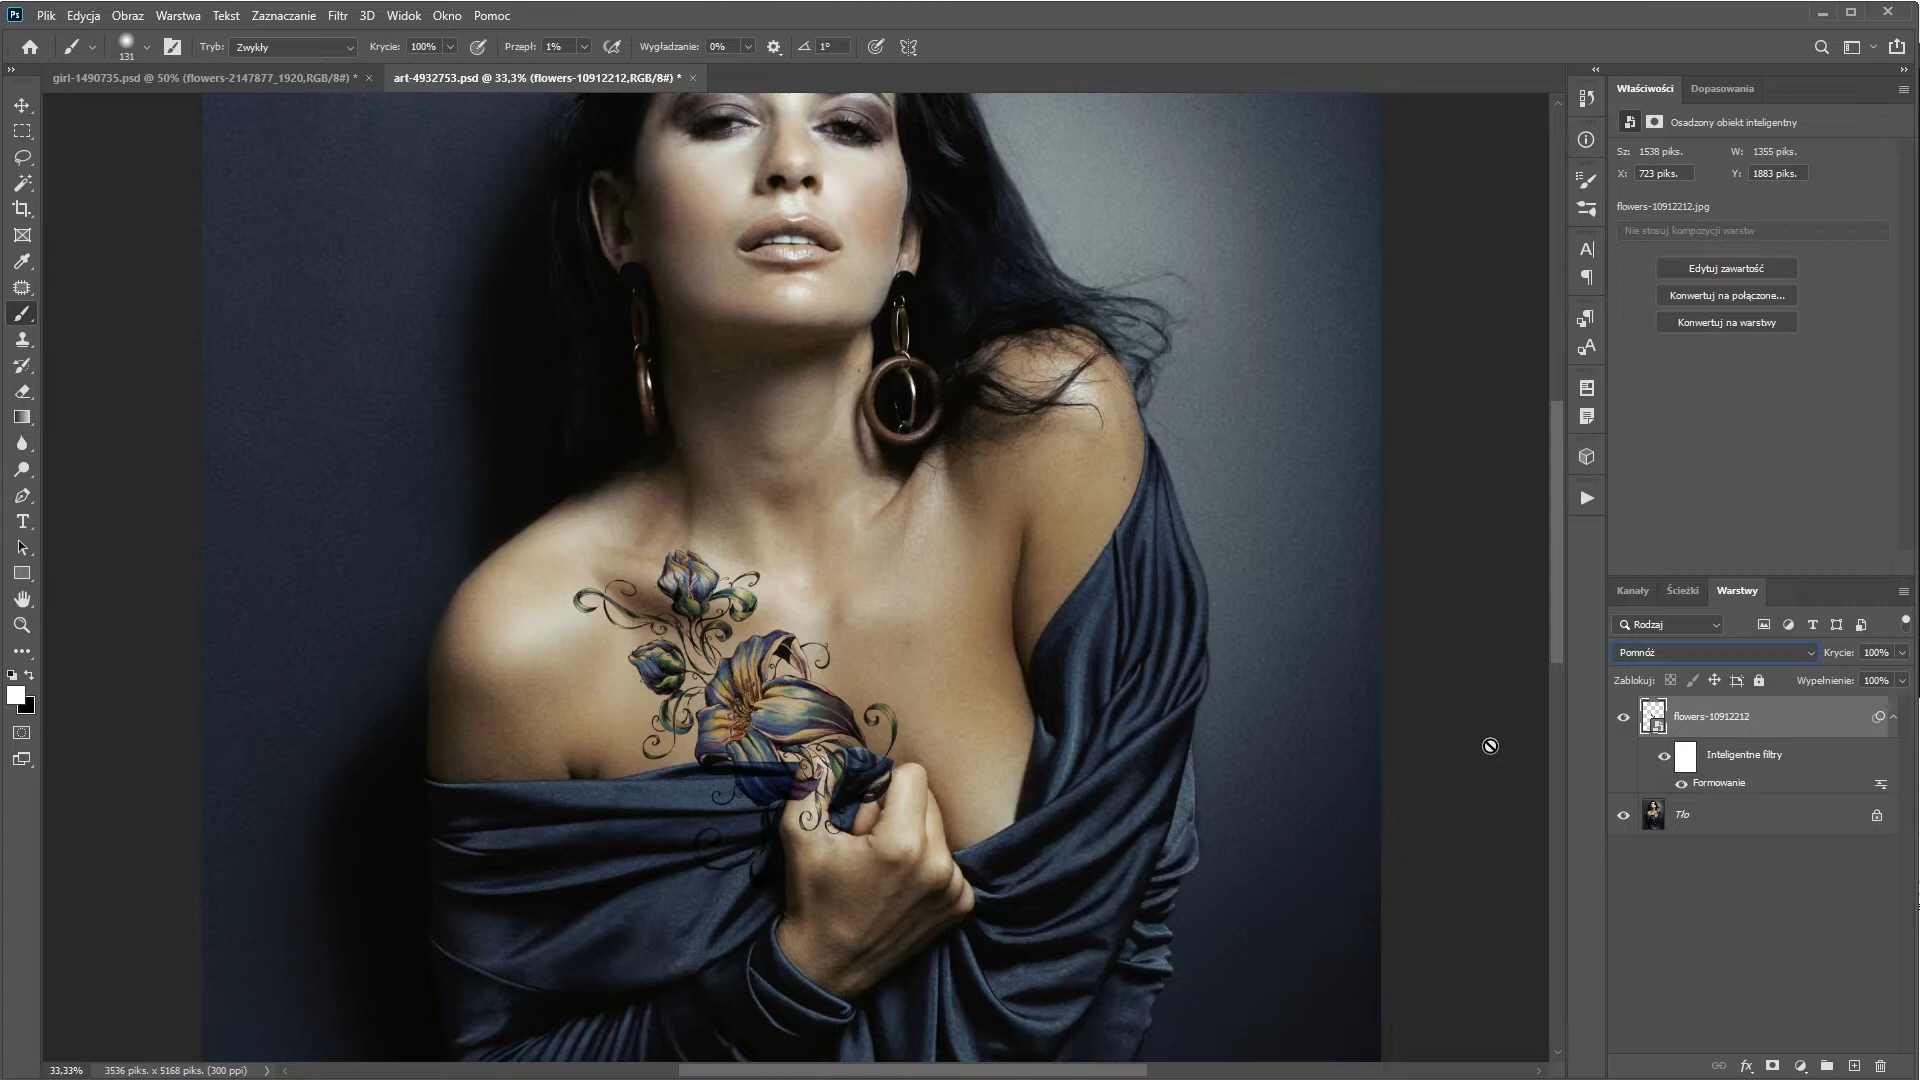 Ps Plik Edycja Obraz Warstwa Tekst Zaznaczanie Filtr 3D Widok Okno Pomoc
131 Tryb: Zwykły Krycie: 100% Przepł: 1% Wygładzanie: 0% 1°
girl-1490735.psd @ 50% (flowers-2147877_1920,RGB/8#) * × art-4932753.psd @ 33,3% (flowers-10912212,RGB/8#) * ×
Właściwości Dopasowania
Osadzony obiekt inteligentny
Sz: 1538 piks. W: 1355 piks.
X: 723 piks. Y: 1883 piks.
flowers-10912212.jpg
Nie stosuj kompozycji warstw
Edytuj zawartość
Konwertuj na połączone...
Konwertuj na warstwy
Kanały Ścieżki Warstwy
Rodzaj
Pomnóż Krycie: 100%
Zablokuj: Wypełnienie: 100%
flowers-10912212
Inteligentne filtry
Formowanie
Tło
33,33% 3536 piks. x 5168 piks. (300 ppi)